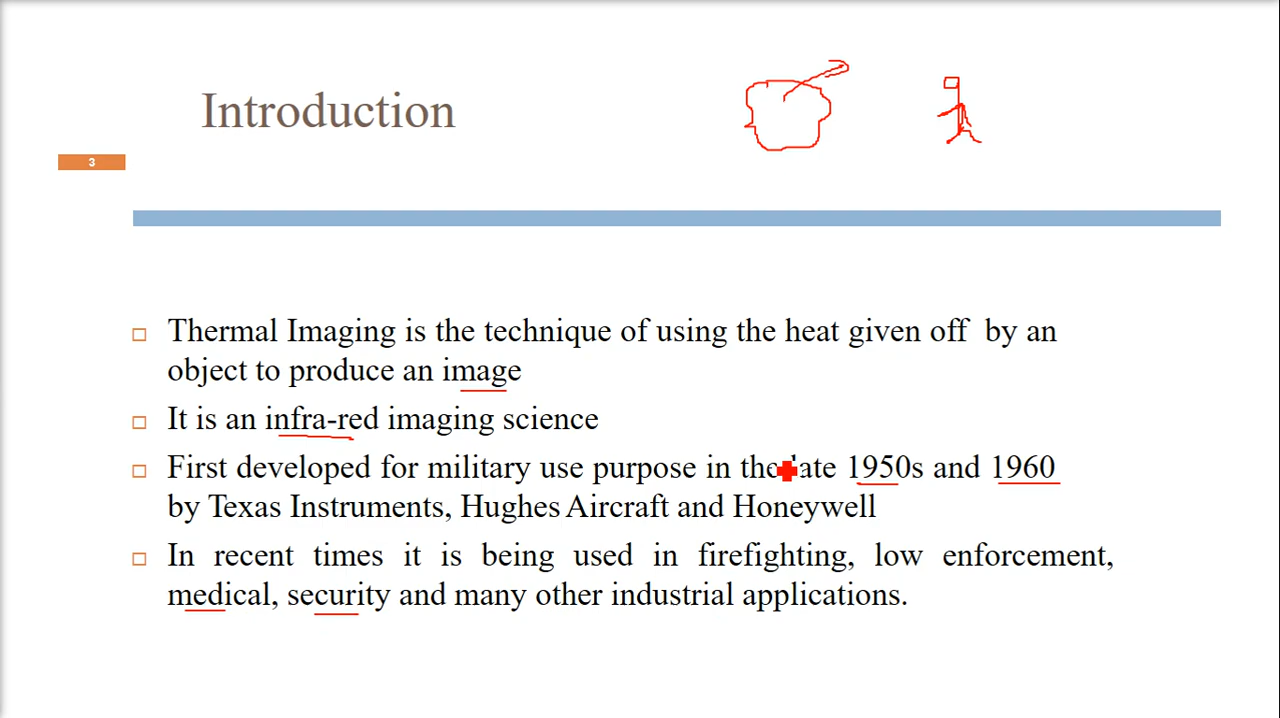 Introduction
3
Thermal Imaging is the technique of using the heat given off by an
object to produce an image
It is an infra-red imaging science
First developed for military use purpose in the late 1950s and 1960
by Texas Instruments, Hughes Aircraft and Honeywell
In recent times it is being used in firefighting, low enforcement,
medical, security and many other industrial applications.